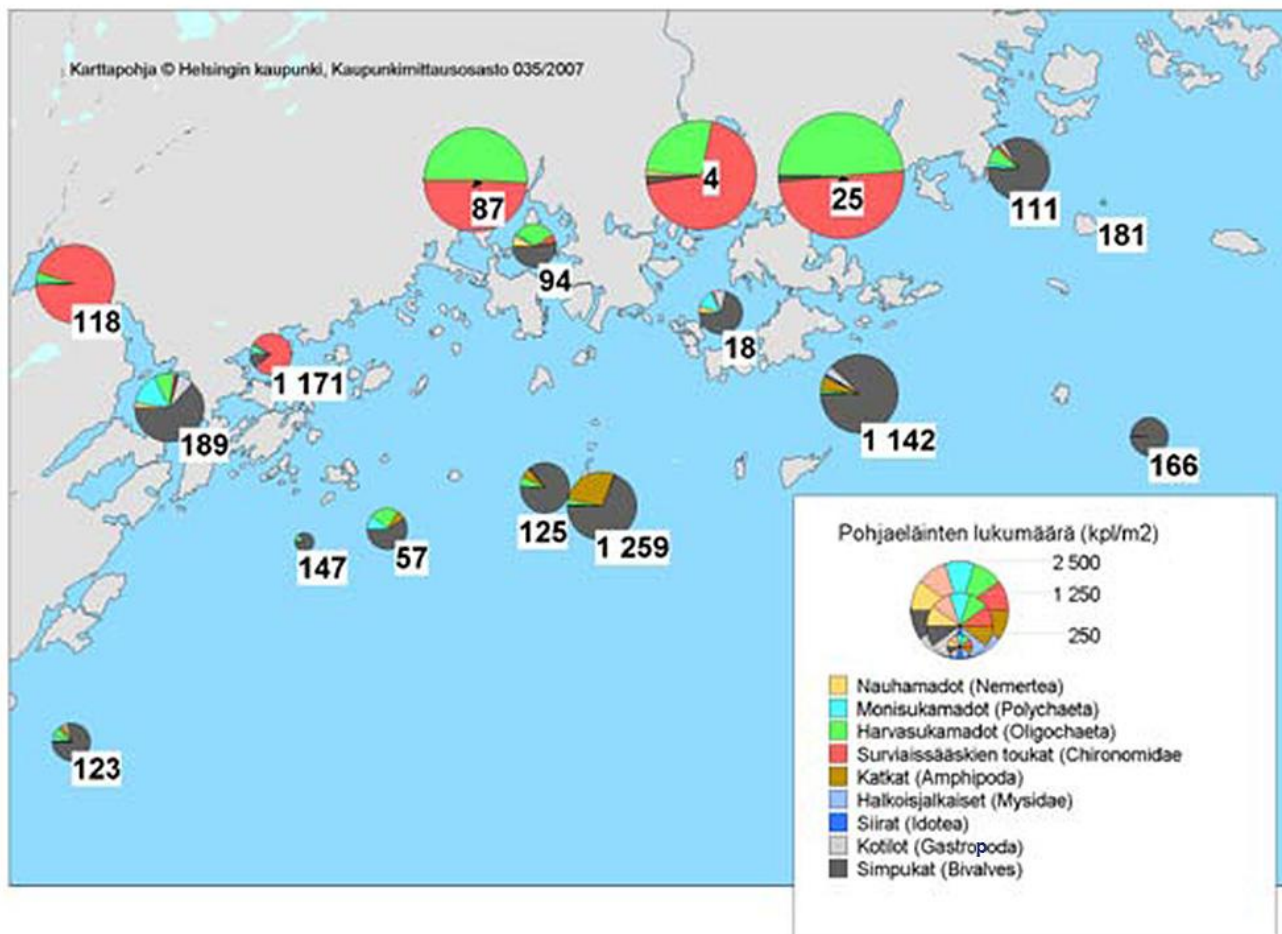 Karttapohja © Helsingin kaupunki, Kaupunkimittausosasto 035/2007
4
87
25
111
181
94
118
18
1 171
1 142
189
166
125
1 259
57
147
123
Pohjaeläinten lukumäärä (kpl/m2)
2 500
1 250
250
Nauhamadot (Nemertea)
Monisukamadot (Polychaeta)
Harvasukamadot (Oligochaeta)
Surviaissääskien toukat (Chironomidae
Katkat (Amphipoda)
Halkoisjalkaiset (Mysidae)
Siirat (Idotea)
Kotilot (Gastropoda)
Simpukat (Bivalves)